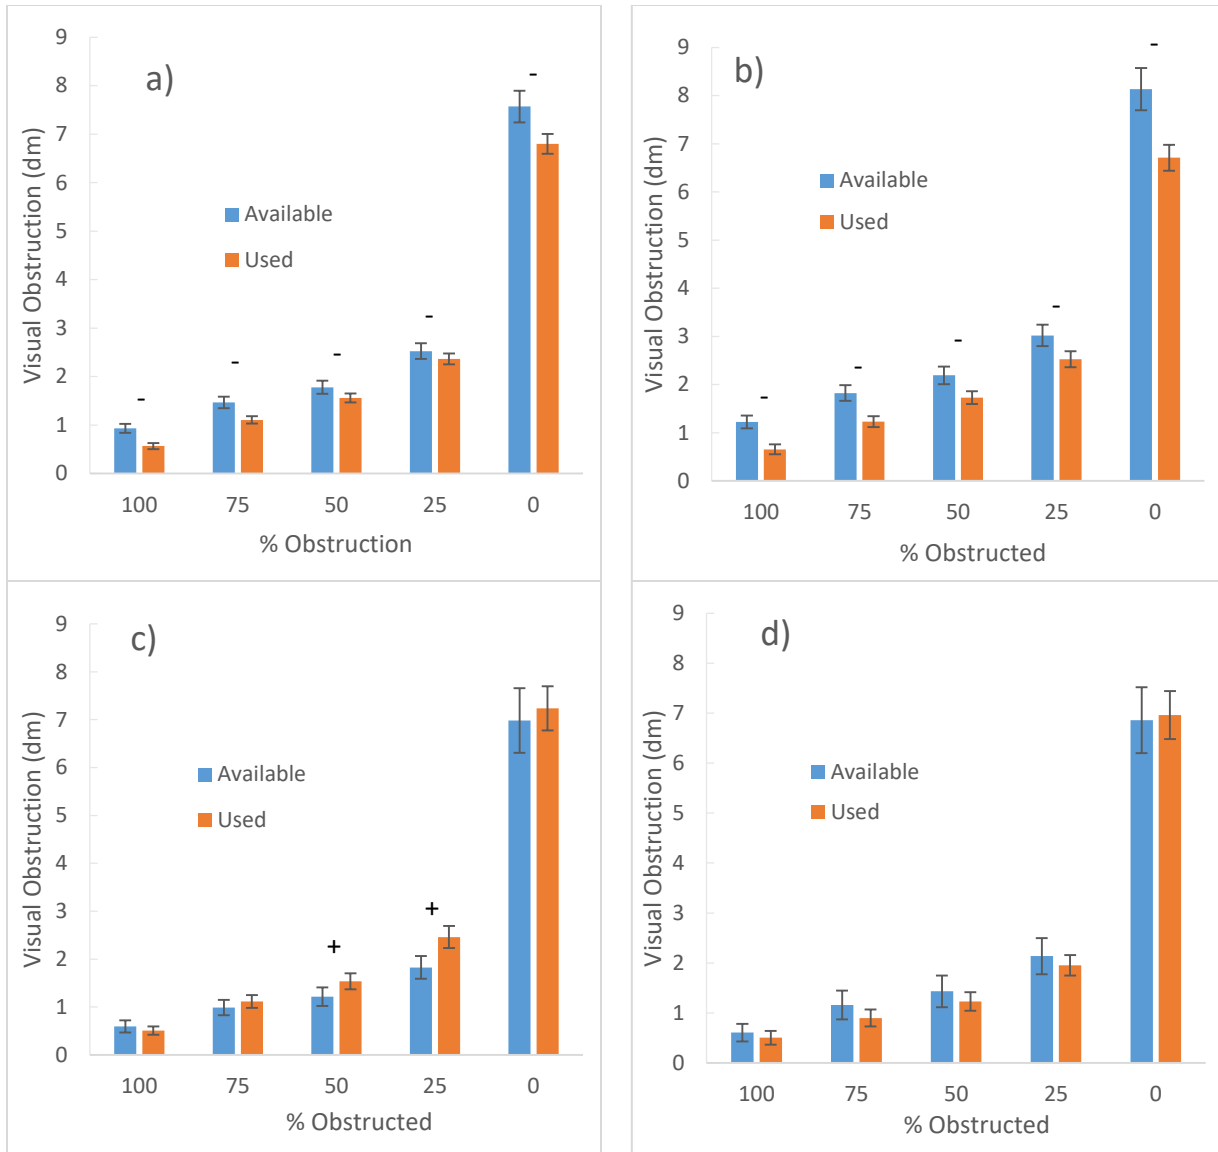 a)
9
8
7
6
5
4
3
2
1
0
Visual Obstruction (dm)
Available
Used
-
-
-
-
-
100 75 50 25 0
% Obstruction
b)
9
8
7
6
5
4
3
2
1
0
Visual Obstruction (dm)
Available
Used
-
-
-
-
-
100 75 50 25 0
% Obstructed
c)
9
8
7
6
5
4
3
2
1
0
Visual Obstruction (dm)
Available
Used
+
+
100 75 50 25 0
% Obstructed
d)
9
8
7
6
5
4
3
2
1
0
Visual Obstruction (dm)
Available
Used
100 75 50 25 0
% Obstructed